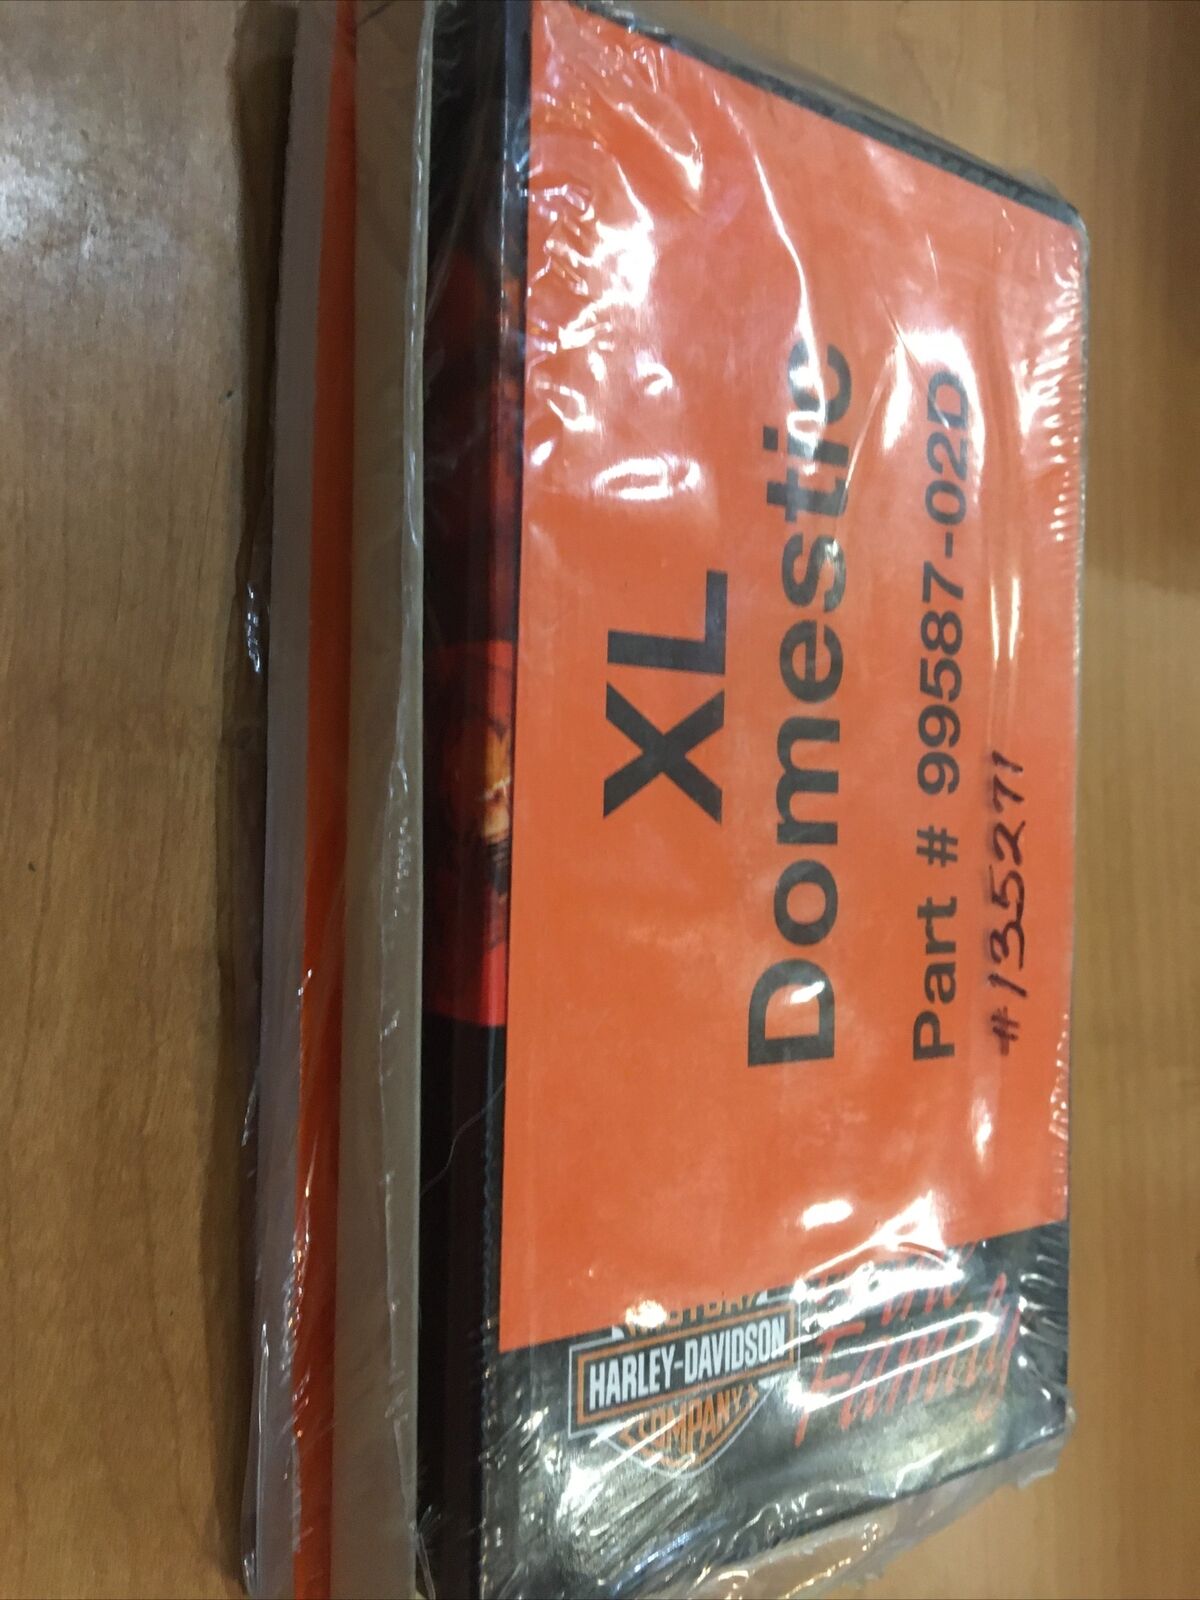 XL
Domestic
Part # 99587-02D
#135271
MOTOR
HARLEY-DAVIDSON
COMPANY
Family